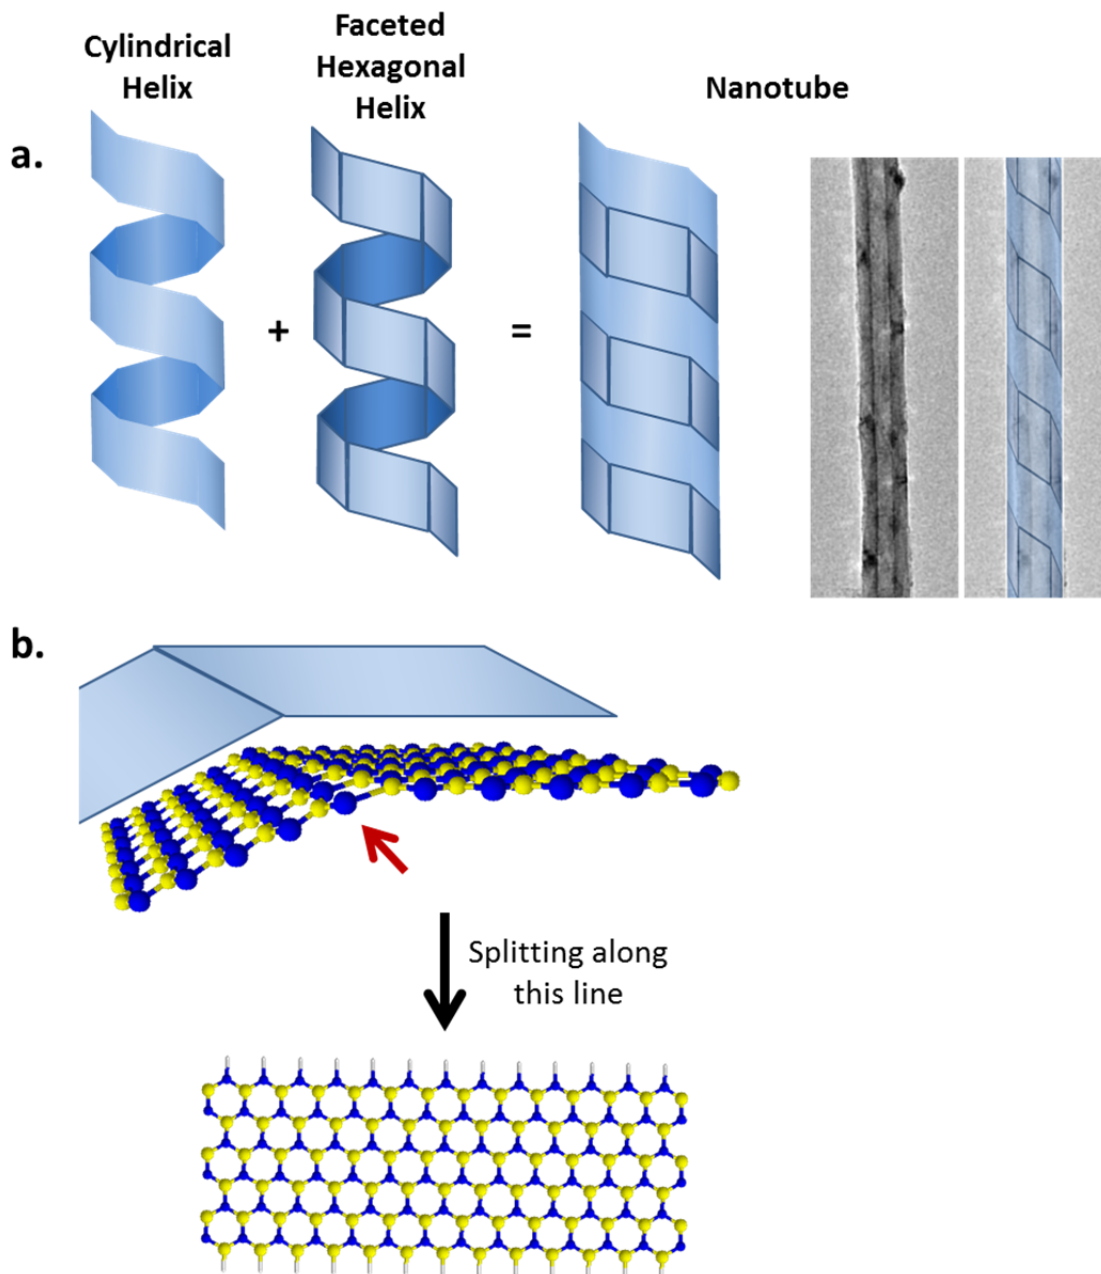 Cylindrical
Helix
Faceted
Hexagonal
Helix
Nanotube
a.
+
=
b.
Splitting along
this line